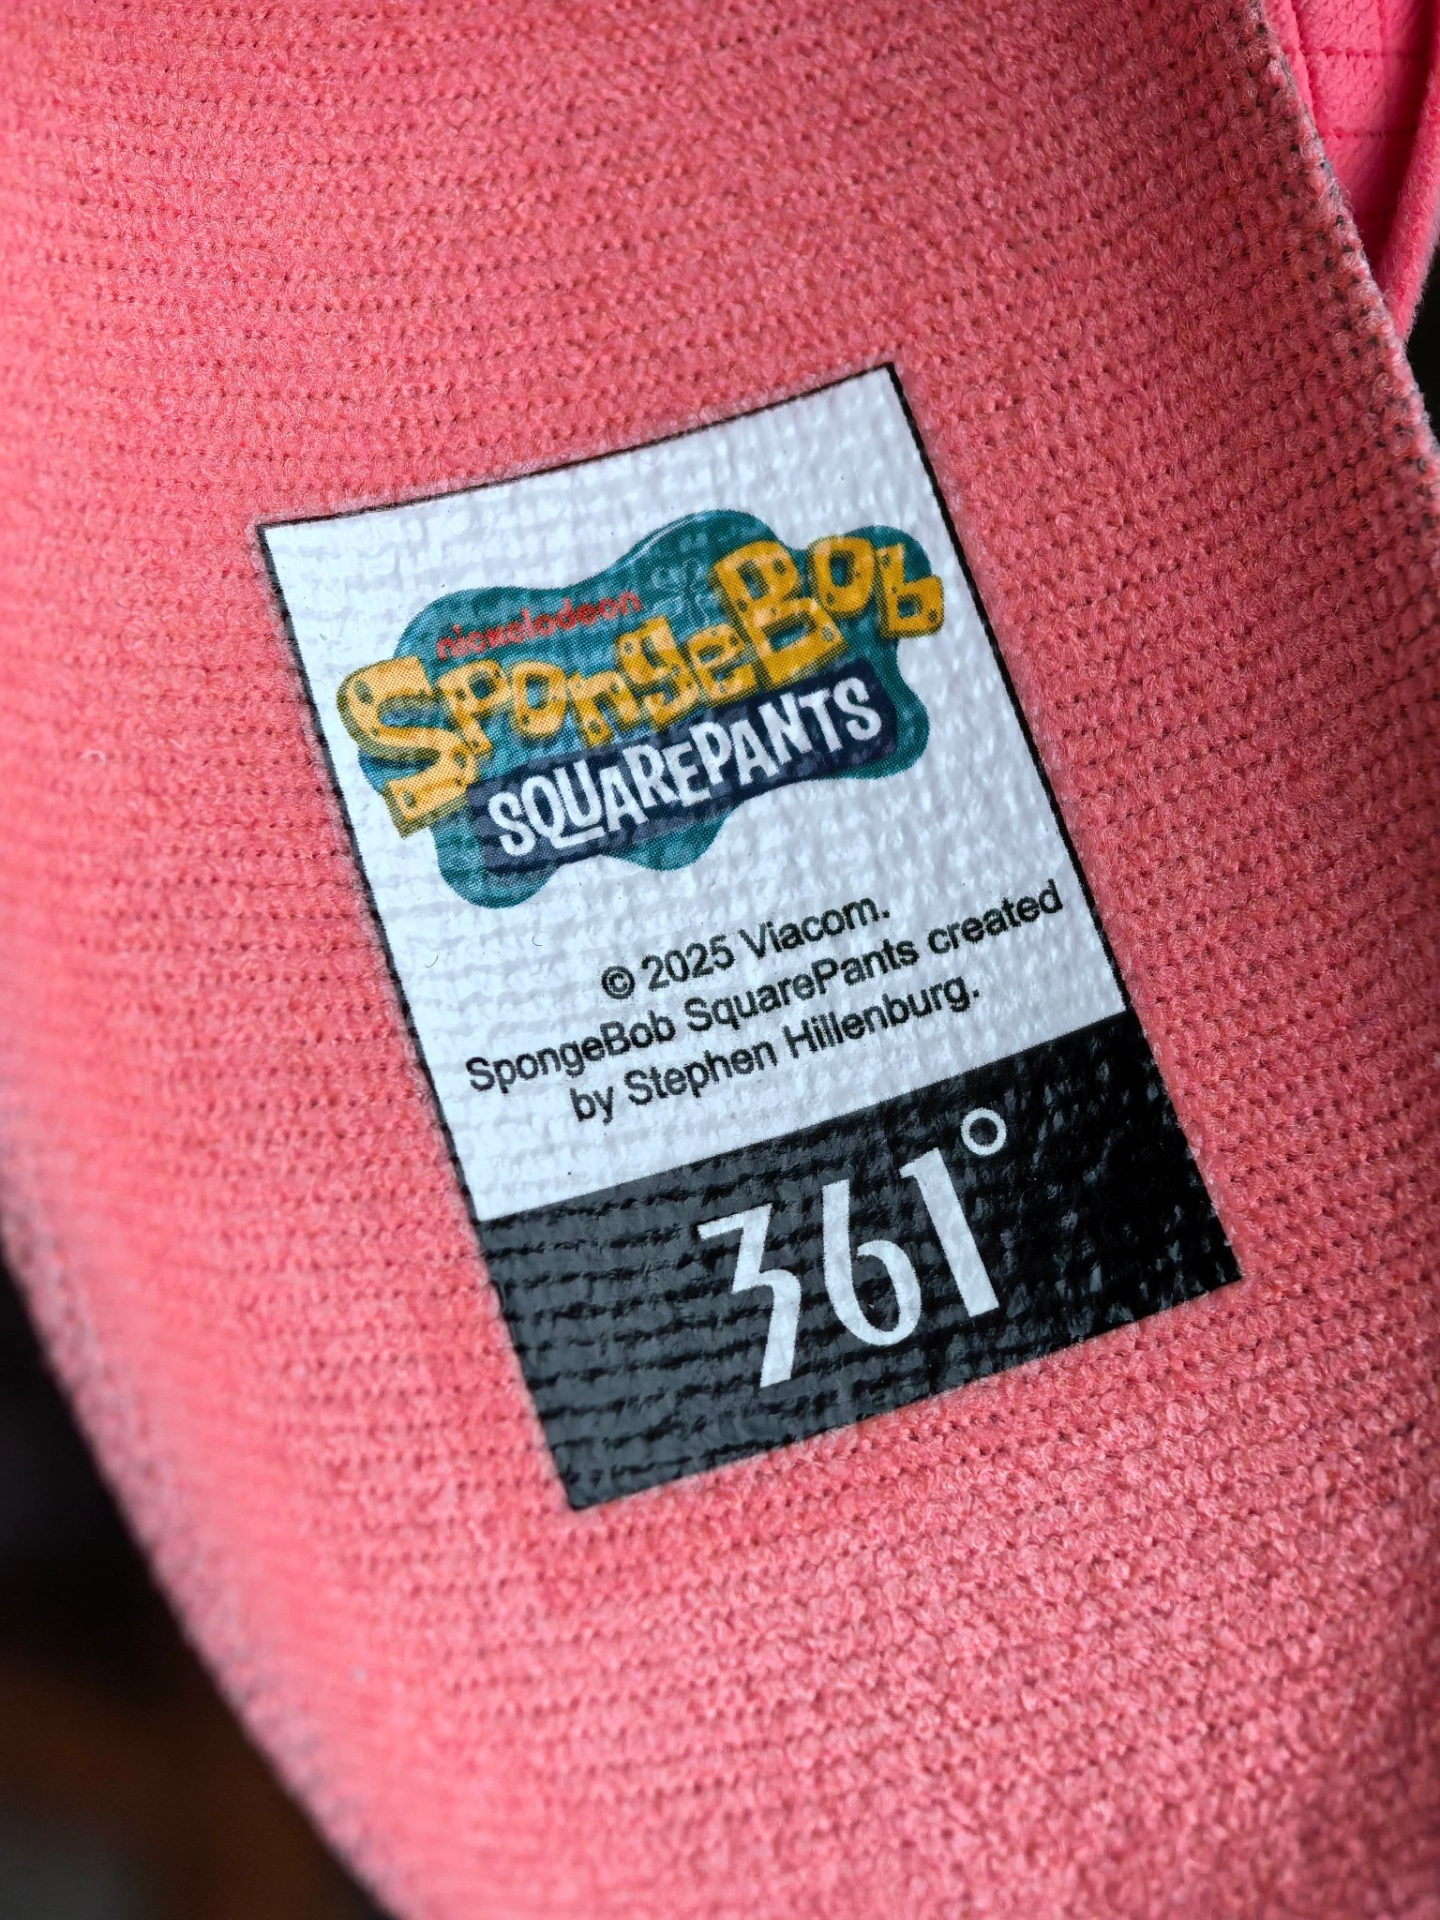 nickelodeon
SPONGEBOB
SQUAREPANTS
© 2025 Viacom.
SpongeBob SquarePants created
by Stephen Hillenburg.
361°